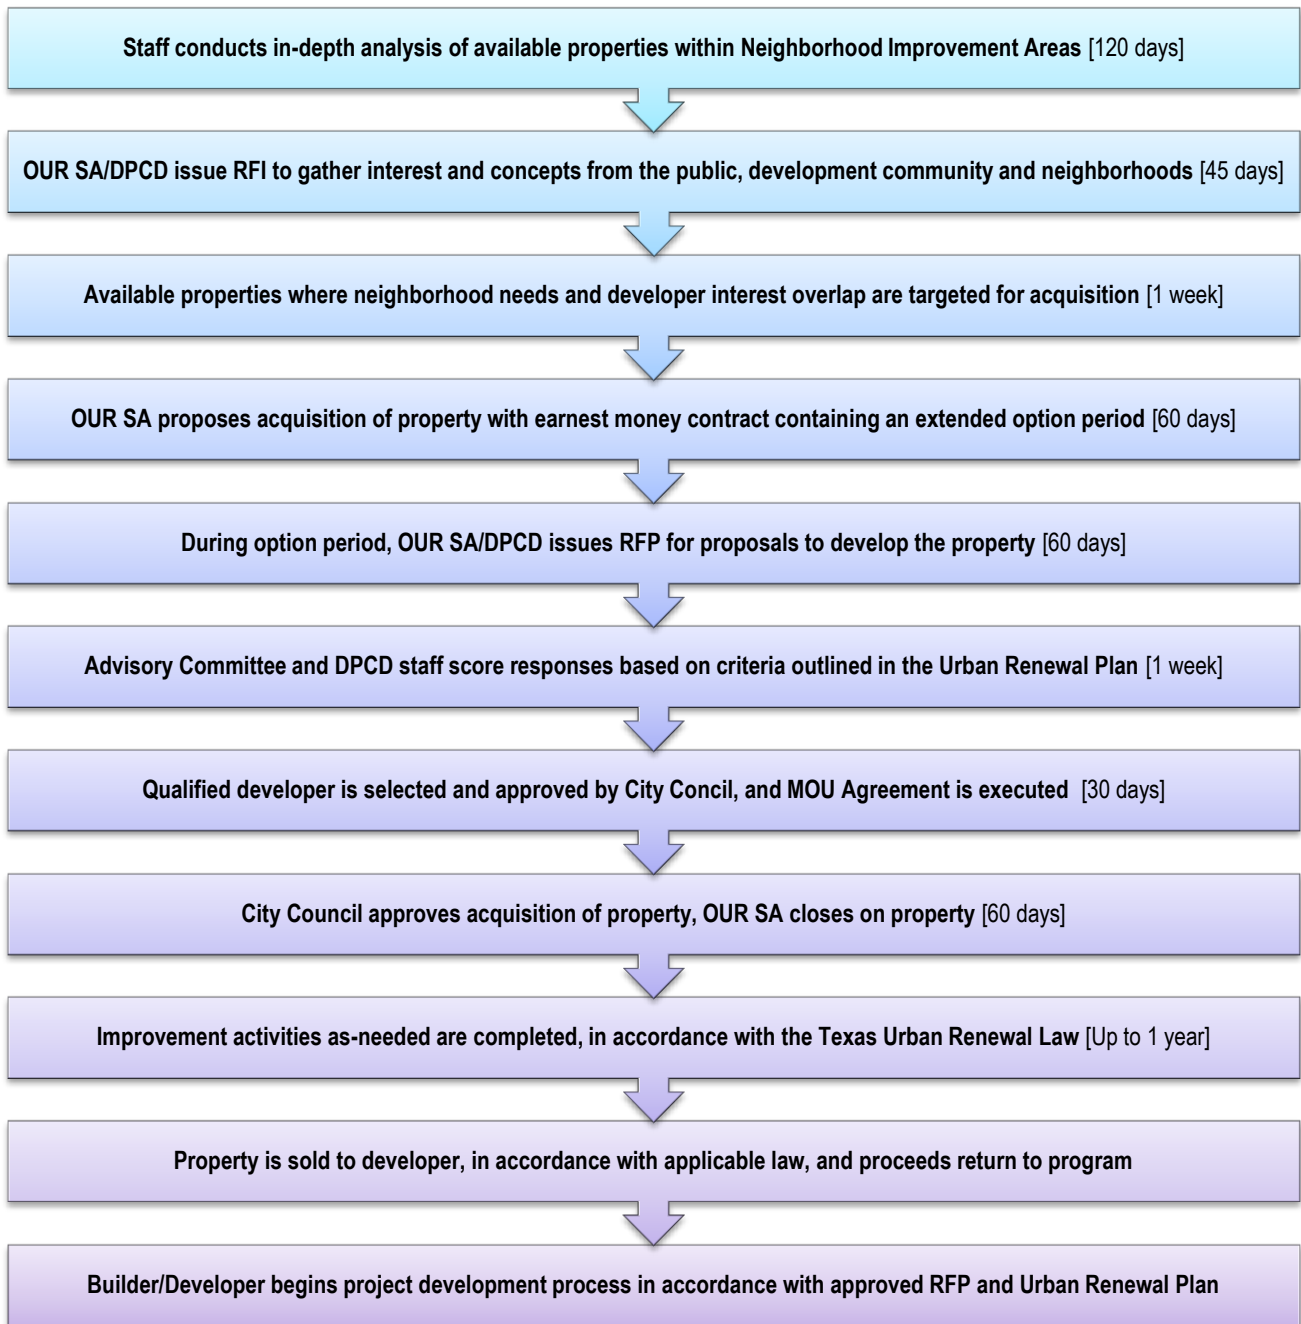 Staff conducts in-depth analysis of available properties within Neighborhood Improvement Areas [120 days]
OUR SA/DPCD issue RFI to gather interest and concepts from the public, development community and neighborhoods [45 days]
Available properties where neighborhood needs and developer interest overlap are targeted for acquisition [1 week]
OUR SA proposes acquisition of property with earnest money contract containing an extended option period [60 days]
During option period, OUR SA/DPCD issues RFP for proposals to develop the property [60 days]
Advisory Committee and DPCD staff score responses based on criteria outlined in the Urban Renewal Plan [1 week]
Qualified developer is selected and approved by City Concil, and MOU Agreement is executed [30 days]
City Council approves acquisition of property, OUR SA closes on property [60 days]
Improvement activities as-needed are completed, in accordance with the Texas Urban Renewal Law [Up to 1 year]
Property is sold to developer, in accordance with applicable law, and proceeds return to program
Builder/Developer begins project development process in accordance with approved RFP and Urban Renewal Plan